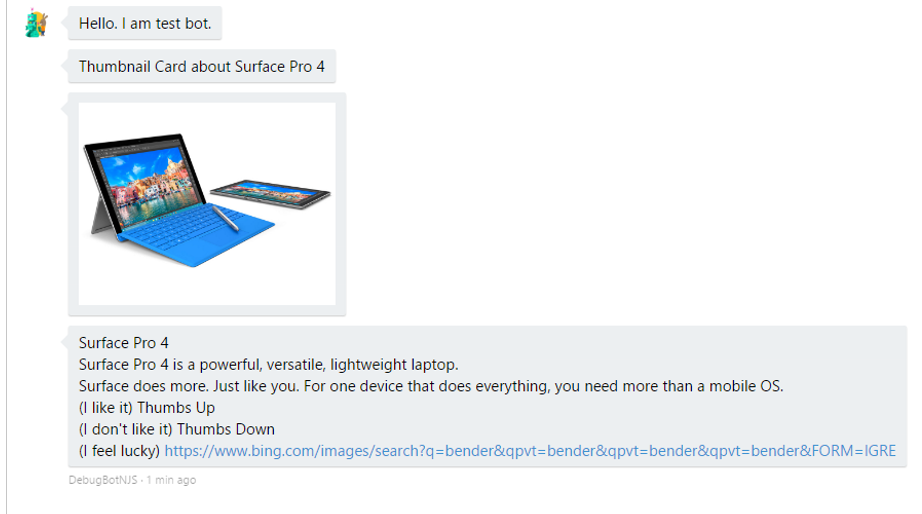 Hello. I am test bot.
Thumbnail Card about Surface Pro 4
Surface Pro 4
Surface Pro 4 is a powerful, versatile, lightweight laptop.
Surface does more. Just like you. For one device that does everything, you need more than a mobile OS.
(I like it) Thumbs Up
(I don't like it) Thumbs Down
(I feel lucky) https://www.bing.com/images/search?q=bender&qpvt=bender&qpvt=bender&qpvt=bender&FORM=IGRE
DebugBotNJS · 1 min ago